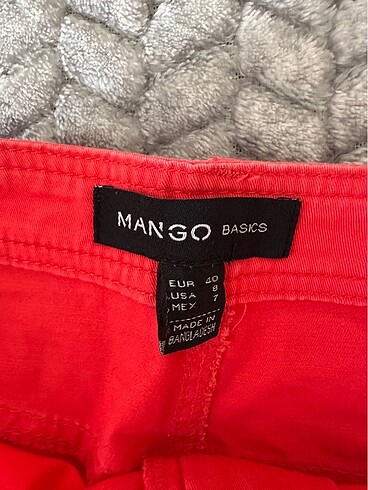 MANGO BASICS
EUR 40
USA 8
MEX 7
MADE IN
BANGLADESH